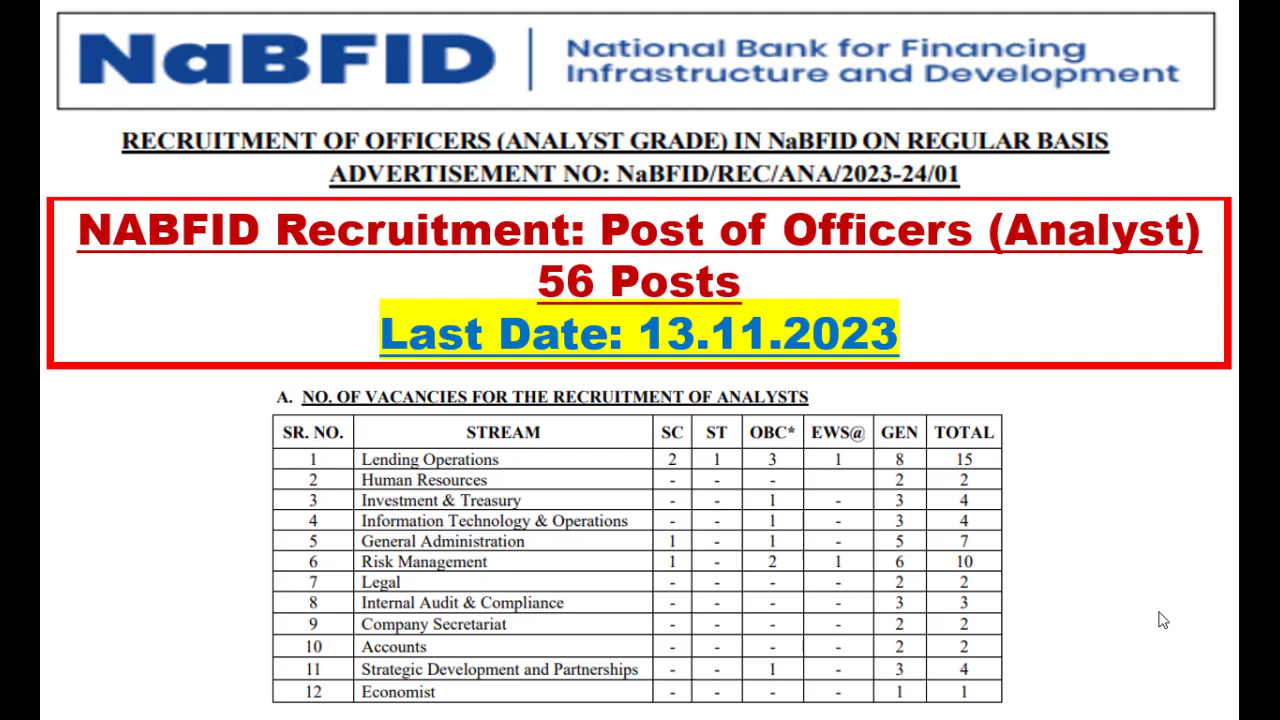 NaBFID National Bank for Financing
Infrastructure and Development
RECRUITMENT OF OFFICERS (ANALYST GRADE) IN NaBFID ON REGULAR BASIS
ADVERTISEMENT NO: NaBFID/REC/ANA/2023-24/01
NABFID Recruitment: Post of Officers (Analyst)
56 Posts
Last Date: 13.11.2023
A. NO. OF VACANCIES FOR THE RECRUITMENT OF ANALYSTS
SR. NO. STREAM SC ST OBC* EWS@ GEN TOTAL
1 Lending Operations 2 1 3 1 8 15
2 Human Resources - - - 2 2
3 Investment & Treasury - - 1 - 3 4
4 Information Technology & Operations - - 1 - 3 4
5 General Administration 1 - 1 - 5 7
6 Risk Management 1 - 2 1 6 10
7 Legal - - - - 2 2
8 Internal Audit & Compliance - - - - 3 3
9 Company Secretariat - - - - 2 2
10 Accounts - - - - 2 2
11 Strategic Development and Partnerships - - 1 - 3 4
12 Economist - - - - 1 1